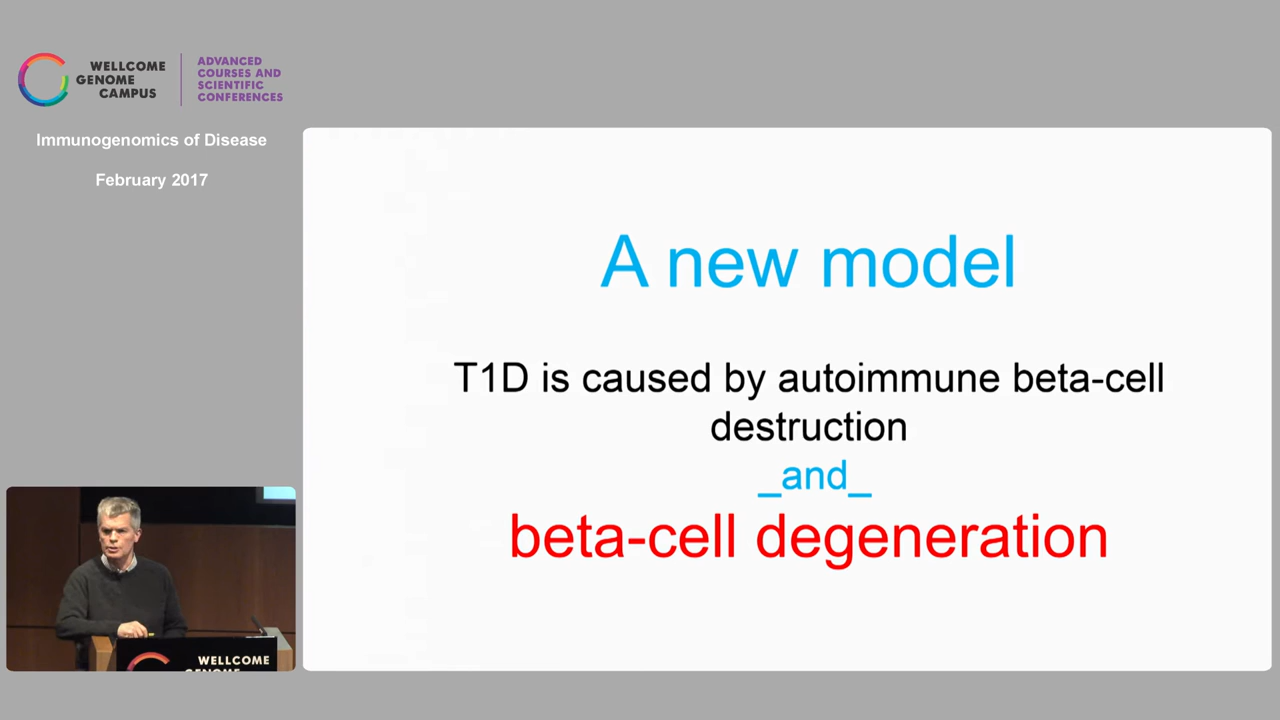 WELLCOME
GENOME
CAMPUS
ADVANCED
COURSES AND
SCIENTIFIC
CONFERENCES
Immunogenomics of Disease
February 2017
A new model
T1D is caused by autoimmune beta-cell
destruction
_and_
beta-cell degeneration
WELLCOME
GENOME